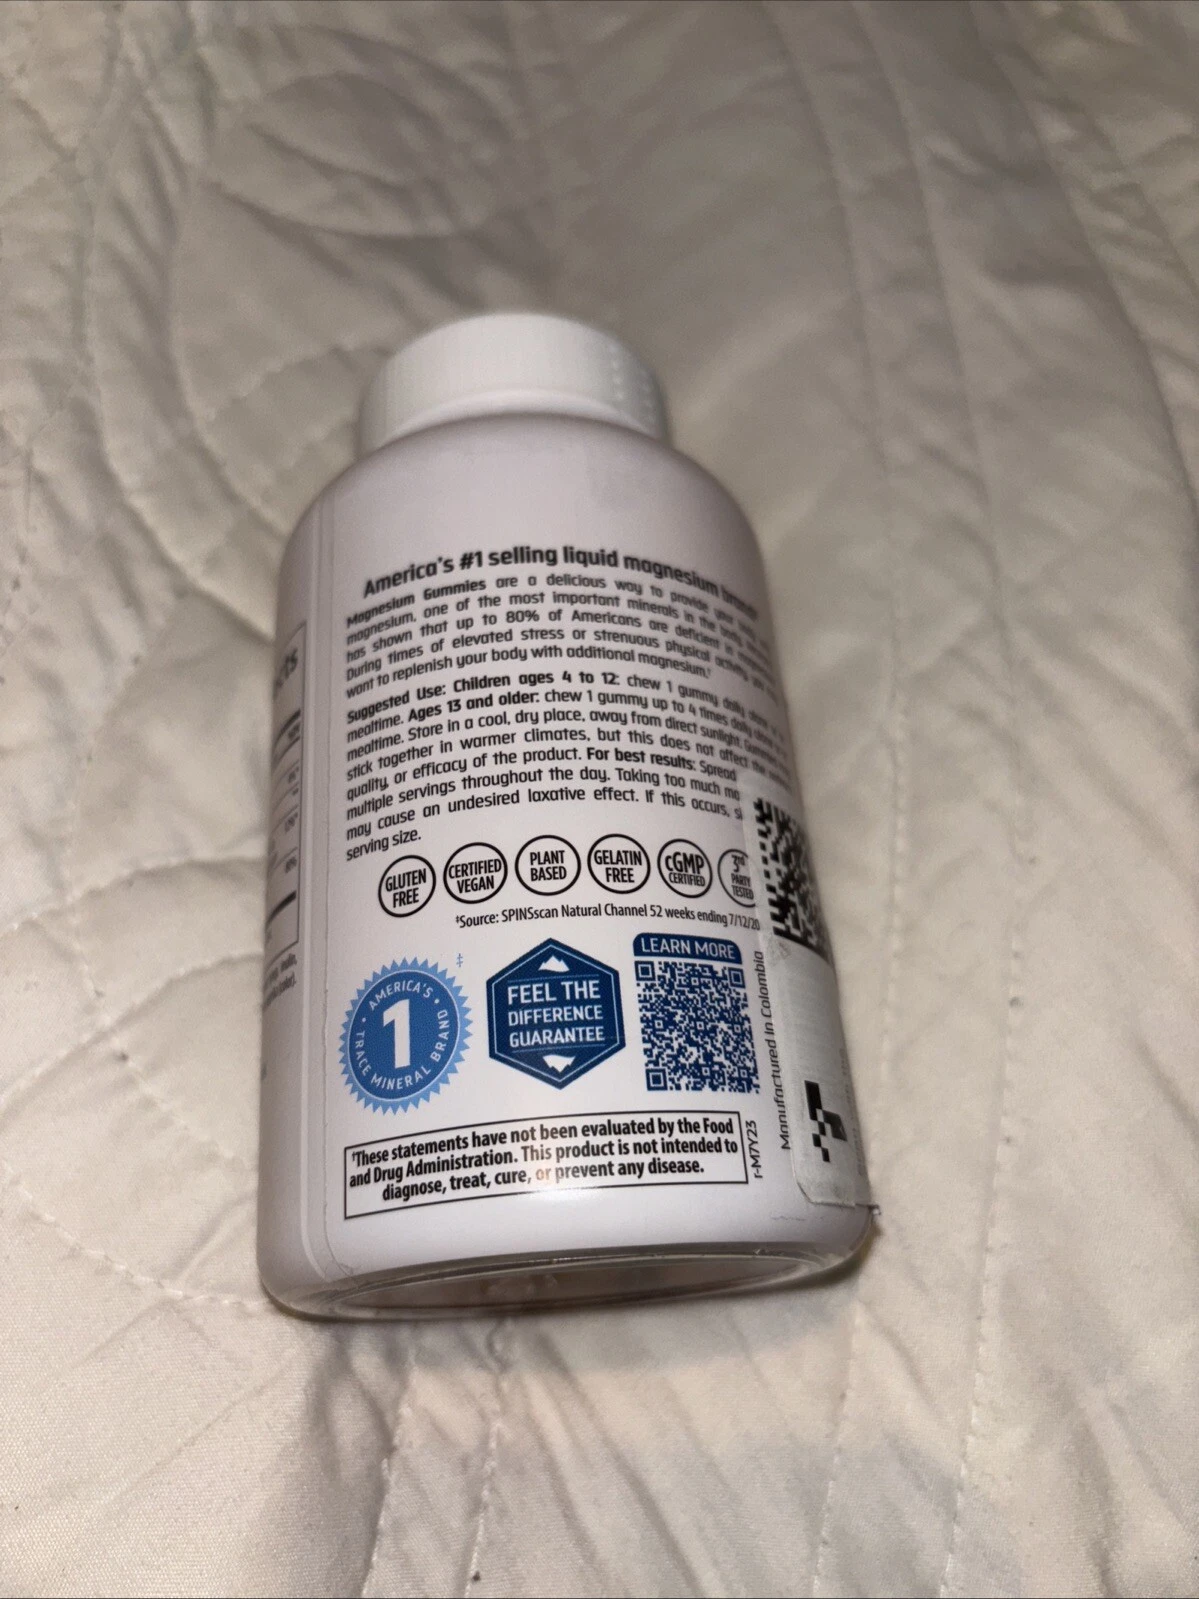 America's #1 selling liquid magnesium brand‡
Magnesium Gummies are a delicious way to provide your body
magnesium, one of the most important minerals in the body.
has shown that up to 80% of Americans are deficient in
During times of elevated stress or strenuous physical activity, you
want to replenish your body with additional magnesium.†
Suggested Use: Children ages 4 to 12: chew 1 gummy daily
mealtime. Ages 13 and older: chew 1 gummy up to 4 times daily
mealtime. Store in a cool, dry place, away from direct sunlight. Gummies
stick together in warmer climates, but this does not affect the
quality, or efficacy of the product. For best results: Spread
multiple servings throughout the day. Taking too much
may cause an undesired laxative effect. If this occurs,
serving size.
GLUTEN
FREE
CERTIFIED
VEGAN
PLANT
BASED
GELATIN
FREE
cGMP
CERTIFIED
3rd
PARTY
TESTED
‡Source: SPINSscan Natural Channel 52 weeks ending 7/12/20
‡
AMERICA'S
1
TRACE MINERAL BRAND
FEEL THE
DIFFERENCE
GUARANTEE
LEARN MORE
Manufactured in Colombia
r-M7Y23
†These statements have not been evaluated by the Food
and Drug Administration. This product is not intended to
diagnose, treat, cure, or prevent any disease.